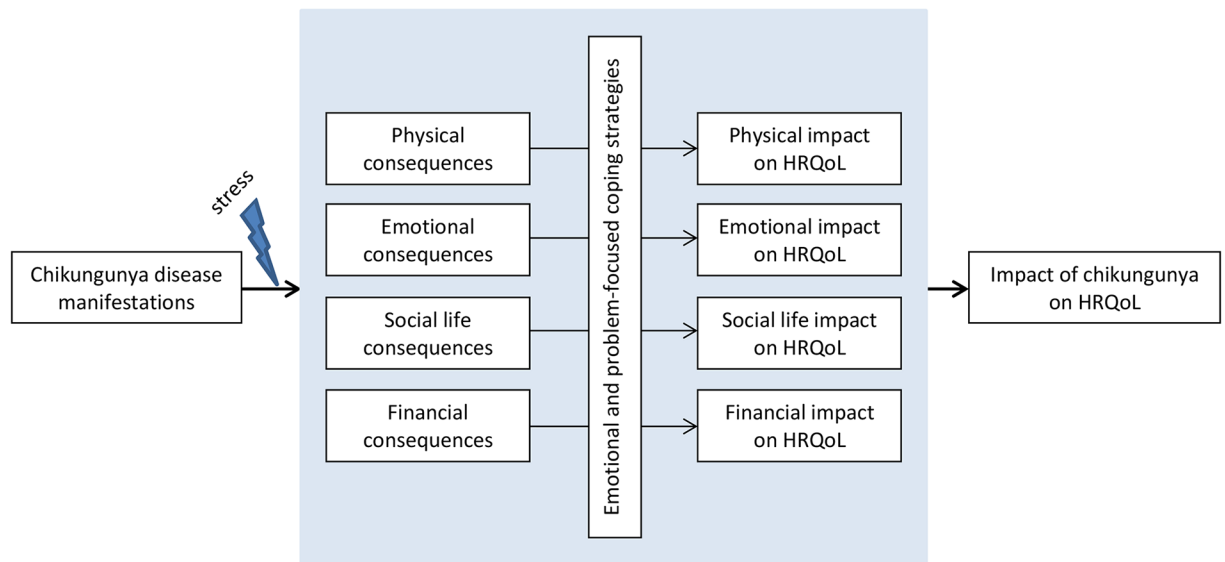 stress
Chikungunya disease
manifestations
Physical
consequences
Emotional
consequences
Social life
consequences
Financial
consequences
Emotional and problem-focused coping strategies
Physical impact
on HRQoL
Emotional impact
on HRQoL
Social life impact
on HRQoL
Financial impact
on HRQoL
Impact of chikungunya
on HRQoL